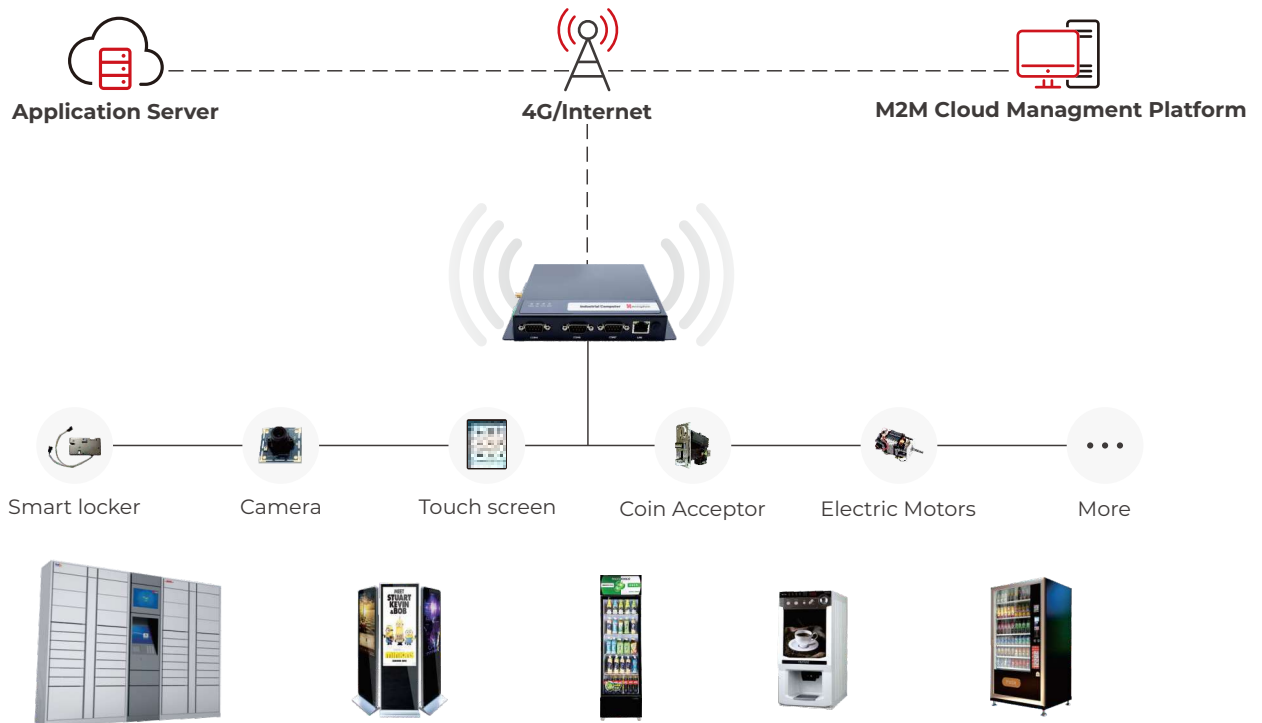 Application Server
4G/Internet
M2M Cloud Managment Platform
Industrial Computer
LAN
Smart locker
Camera
Touch screen
Coin Acceptor
Electric Motors
More
MEET
STUART
KEVIN
&BOB